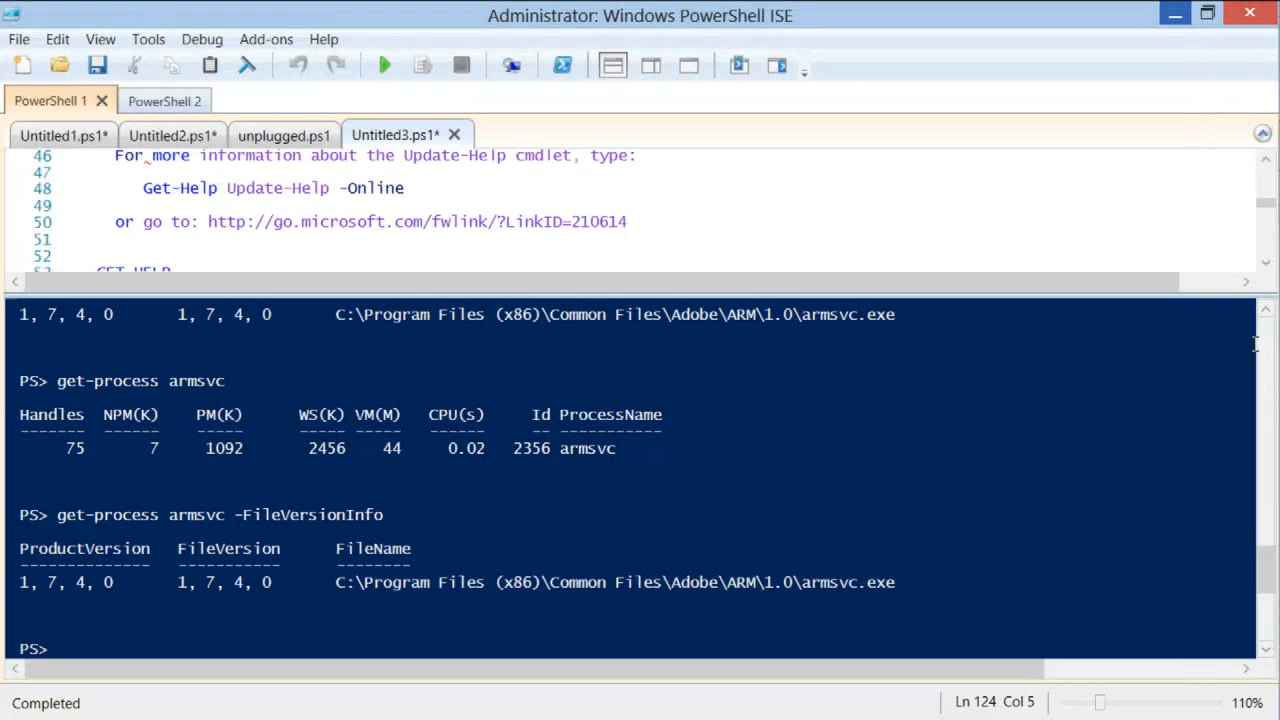 Administrator: Windows PowerShell ISE
File Edit View Tools Debug Add-ons Help
PowerShell 1 PowerShell 2
Untitled1.ps1* Untitled2.ps1* unplugged.ps1 Untitled3.ps1*
46 For more information about the Update-Help cmdlet, type:
47
48 Get-Help Update-Help -Online
49
50 or go to: http://go.microsoft.com/fwlink/?LinkID=210614
51
52
53 GET-HELP
1, 7, 4, 0 1, 7, 4, 0 C:\Program Files (x86)\Common Files\Adobe\ARM\1.0\armsvc.exe
PS> get-process armsvc
Handles NPM(K) PM(K) WS(K) VM(M) CPU(s) Id ProcessName
------- ------ ----- ----- ----- ------ -- -----------
75 7 1092 2456 44 0.02 2356 armsvc
PS> get-process armsvc -FileVersionInfo
ProductVersion FileVersion FileName
-------------- ----------- --------
1, 7, 4, 0 1, 7, 4, 0 C:\Program Files (x86)\Common Files\Adobe\ARM\1.0\armsvc.exe
PS>
Completed Ln 124 Col 5 110%